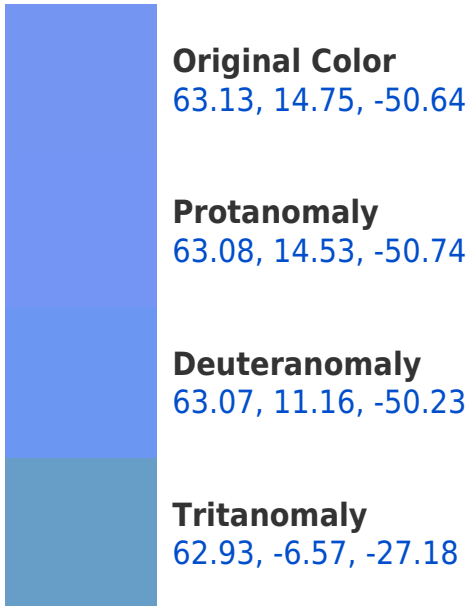 Original Color
63.13, 14.75, -50.64
Protanomaly
63.08, 14.53, -50.74
Deuteranomaly
63.07, 11.16, -50.23
Tritanomaly
62.93, -6.57, -27.18